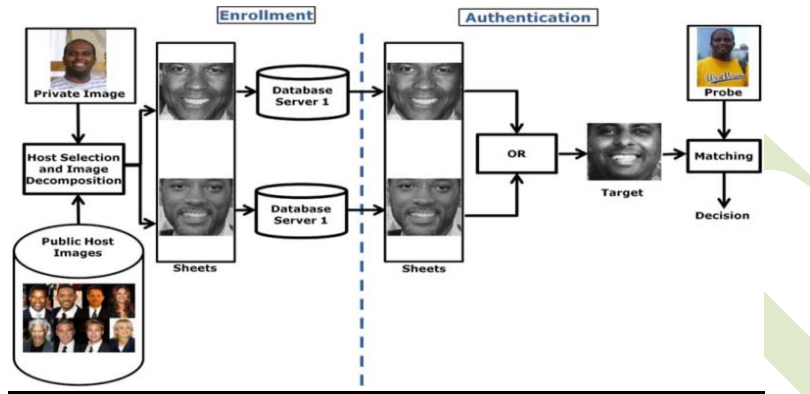 Enrollment
Authentication
Private Image
Host Selection
and Image
Decomposition
Public Host
Images
Sheets
Database
Server 1
Database
Server 1
Sheets
OR
Target
Probe
Matching
Decision